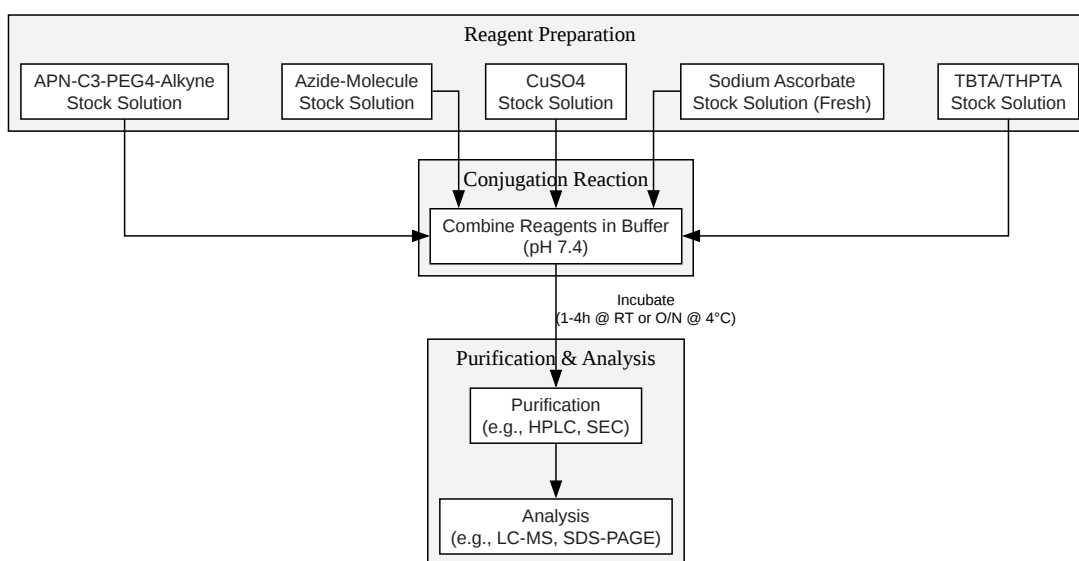 Reagent Preparation
APN-C3-PEG4-Alkyne
Stock Solution
Azide-Molecule
Stock Solution
CuSO4
Stock Solution
Sodium Ascorbate
Stock Solution (Fresh)
TBTA/THPTA
Stock Solution
Conjugation Reaction
Combine Reagents in Buffer
(pH 7.4)
Incubate
(1-4h @ RT or O/N @ 4°C)
Purification & Analysis
Purification
(e.g., HPLC, SEC)
Analysis
(e.g., LC-MS, SDS-PAGE)